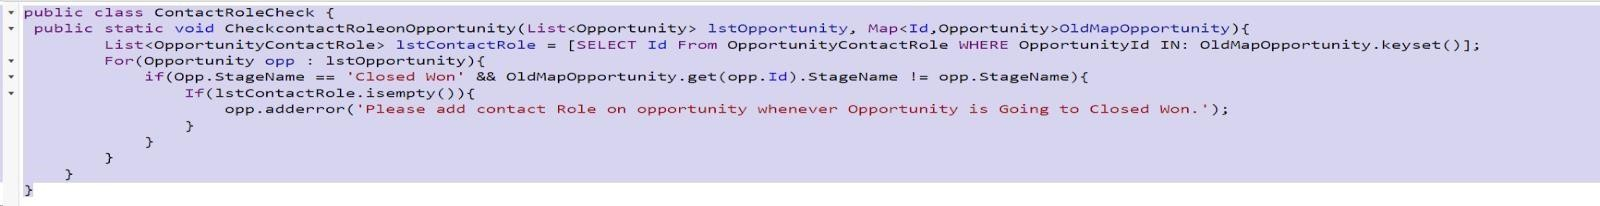 public class ContactRoleCheck {
public static void CheckcontactRoleonOpportunity(List<Opportunity> lstOpportunity, Map<Id,Opportunity>OldMapOpportunity){
List<OpportunityContactRole> lstContactRole = [SELECT Id From OpportunityContactRole WHERE OpportunityId IN: OldMapOpportunity.keyset()];
For(Opportunity opp : lstOpportunity){
if(Opp.StageName == 'Closed Won' && OldMapOpportunity.get(opp.Id).StageName != opp.StageName){
If(lstContactRole.isempty()){
opp.adderror('Please add contact Role on opportunity whenever Opportunity is Going to Closed Won.');
}
}
}
}
}